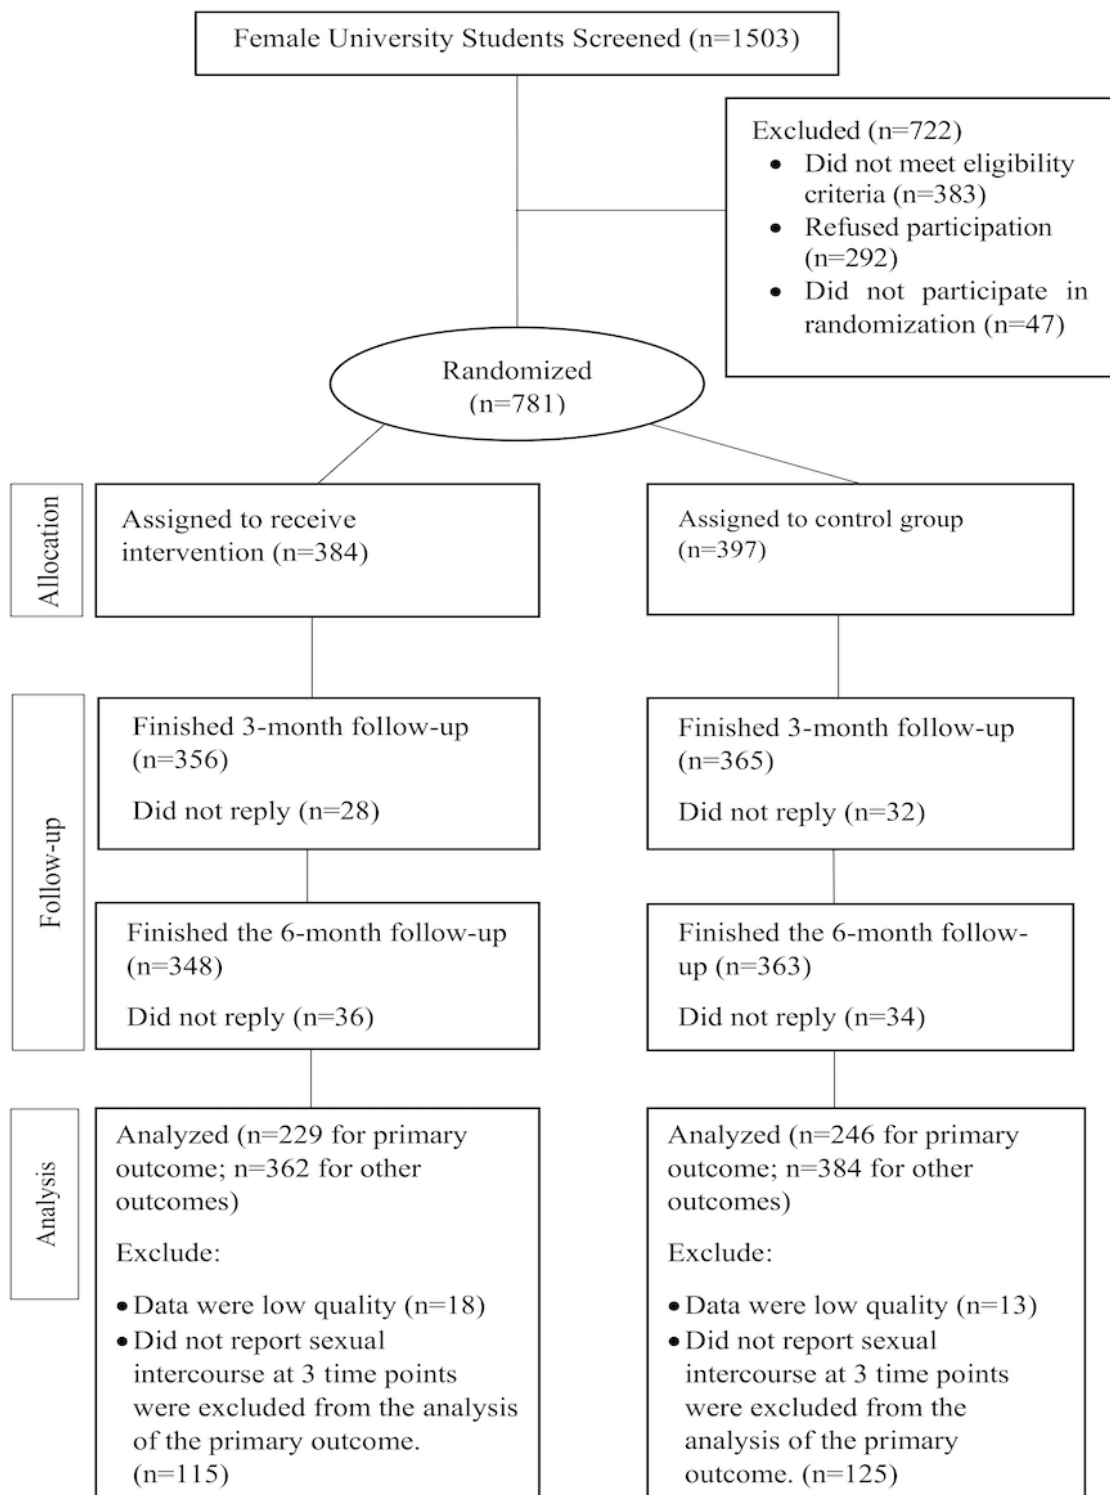 Female University Students Screened (n=1503)
Excluded (n=722)
• Did not meet eligibility
criteria (n=383)
• Refused participation
(n=292)
• Did not participate in
randomization (n=47)
Randomized
(n=781)
Allocation
Assigned to receive
intervention (n=384)
Assigned to control group
(n=397)
Follow-up
Finished 3-month follow-up
(n=356)
Did not reply (n=28)
Finished 3-month follow-up
(n=365)
Did not reply (n=32)
Finished the 6-month follow-up
(n=348)
Did not reply (n=36)
Finished the 6-month follow-
up (n=363)
Did not reply (n=34)
Analysis
Analyzed (n=229 for primary
outcome; n=362 for other
outcomes)
Exclude:
• Data were low quality (n=18)
• Did not report sexual
intercourse at 3 time points
were excluded from the analysis
of the primary outcome.
(n=115)
Analyzed (n=246 for primary
outcome; n=384 for other
outcomes)
Exclude:
• Data were low quality (n=13)
• Did not report sexual
intercourse at 3 time points
were excluded from the
analysis of the primary
outcome. (n=125)